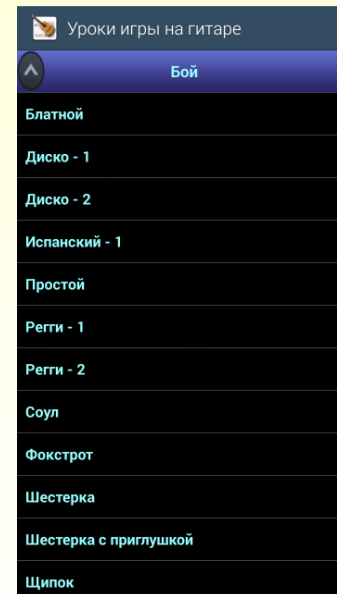 Уроки игры на гитаре
Бой
Блатной
Диско - 1
Диско - 2
Испанский - 1
Простой
Регги - 1
Регги - 2
Соул
Фокстрот
Шестерка
Шестерка с приглушкой
Щипок